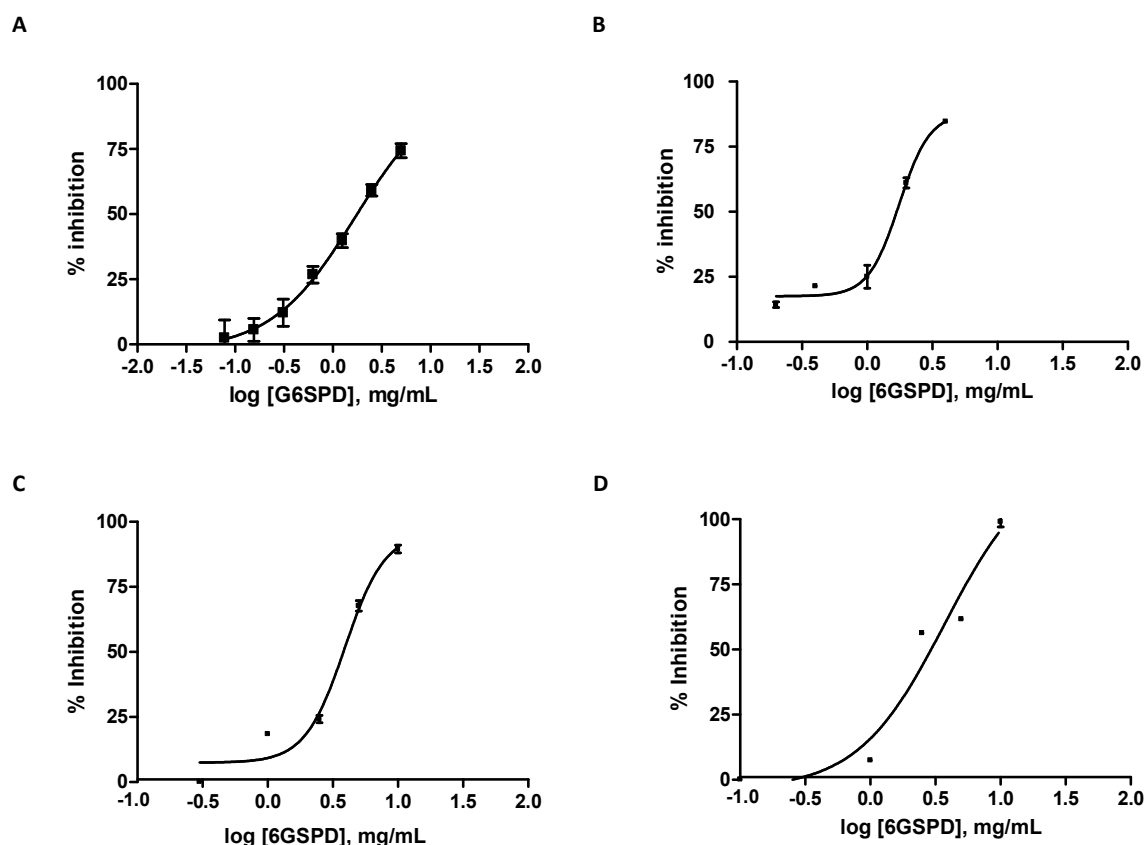 A
B
100
75
50
25
0
% inhibition
-2.0 -1.5 -1.0 -0.5 0.0 0.5 1.0 1.5 2.0
log [G6SPD], mg/mL
100
75
50
25
0
% inhibition
-1.0 -0.5 0.0 0.5 1.0 1.5 2.0
log [6GSPD], mg/mL
C
D
100
75
50
25
0
% Inhibition
-1.0 -0.5 0.0 0.5 1.0 1.5 2.0
log [6GSPD], mg/mL
100
75
50
25
0
% Inhibition
-1.0 -0.5 0.0 0.5 1.0 1.5 2.0
log [6GSPD], mg/mL